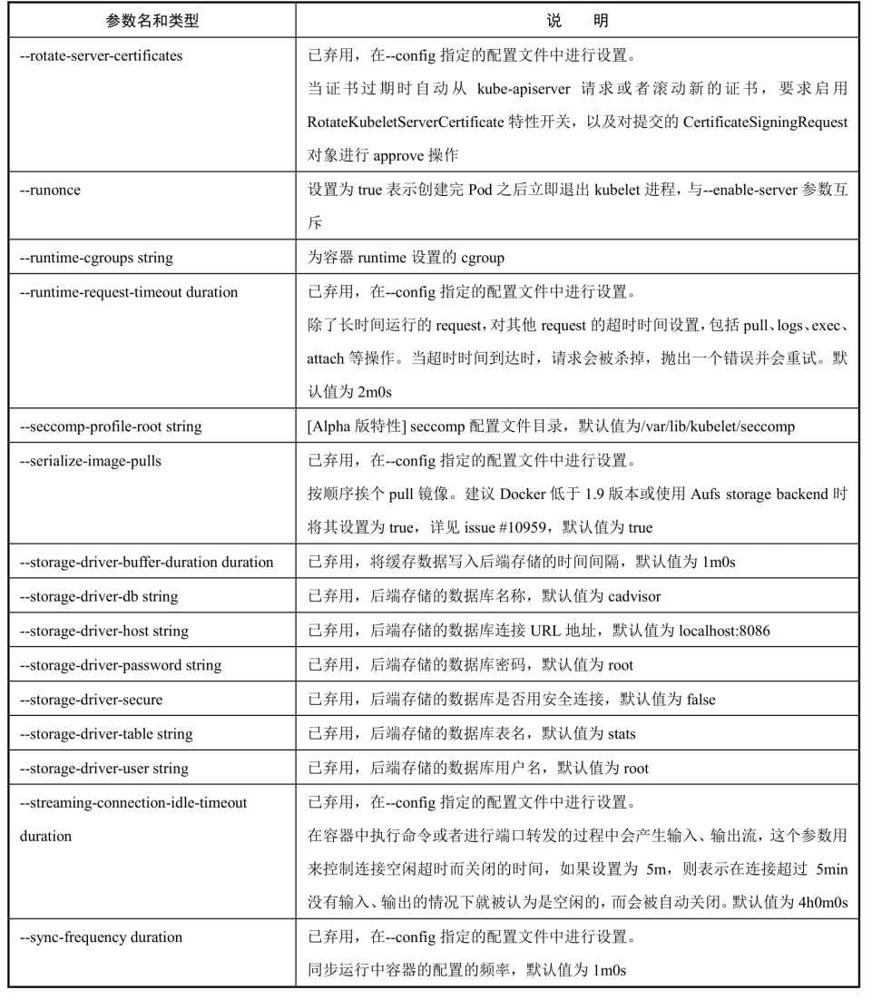 参数名和类型 说 明
--rotate-server-certificates 已弃用，在--config 指定的配置文件中进行设置。
当证书过期时自动从 kube-apiserver 请求或者滚动新的证书，要求启用
RotateKubeletServerCertificate 特性开关，以及对提交的 CertificateSigningRequest
对象进行 approve 操作
--runonce 设置为 true 表示创建完 Pod 之后立即退出 kubelet 进程，与--enable-server 参数互
斥
--runtime-cgroups string 为容器 runtime 设置的 cgroup
--runtime-request-timeout duration 已弃用，在--config 指定的配置文件中进行设置。
除了长时间运行的 request，对其他 request 的超时时间设置，包括 pull、logs、exec、
attach 等操作。当超时时间到达时，请求会被杀掉，抛出一个错误并会重试。默
认值为 2m0s
--seccomp-profile-root string [Alpha 版特性] seccomp 配置文件目录，默认值为/var/lib/kubelet/seccomp
--serialize-image-pulls 已弃用，在--config 指定的配置文件中进行设置。
按顺序挨个 pull 镜像。建议 Docker 低于 1.9 版本或使用 Aufs storage backend 时
将其设置为 true，详见 issue #10959，默认值为 true
--storage-driver-buffer-duration duration 已弃用，将缓存数据写入后端存储的时间间隔，默认值为 1m0s
--storage-driver-db string 已弃用，后端存储的数据库名称，默认值为 cadvisor
--storage-driver-host string 已弃用，后端存储的数据库连接 URL 地址，默认值为 localhost:8086
--storage-driver-password string 已弃用，后端存储的数据库密码，默认值为 root
--storage-driver-secure 已弃用，后端存储的数据库是否用安全连接，默认值为 false
--storage-driver-table string 已弃用，后端存储的数据库表名，默认值为 stats
--storage-driver-user string 已弃用，后端存储的数据库用户名，默认值为 root
--streaming-connection-idle-timeout 已弃用，在--config 指定的配置文件中进行设置。
duration 在容器中执行命令或者进行端口转发的过程中会产生输入、输出流，这个参数用
来控制连接空闲超时而关闭的时间，如果设置为 5m，则表示在连接超过 5min
没有输入、输出的情况下就被认为是空闲的，而会被自动关闭。默认值为 4h0m0s
--sync-frequency duration 已弃用，在--config 指定的配置文件中进行设置。
同步运行中容器的配置的频率，默认值为 1m0s